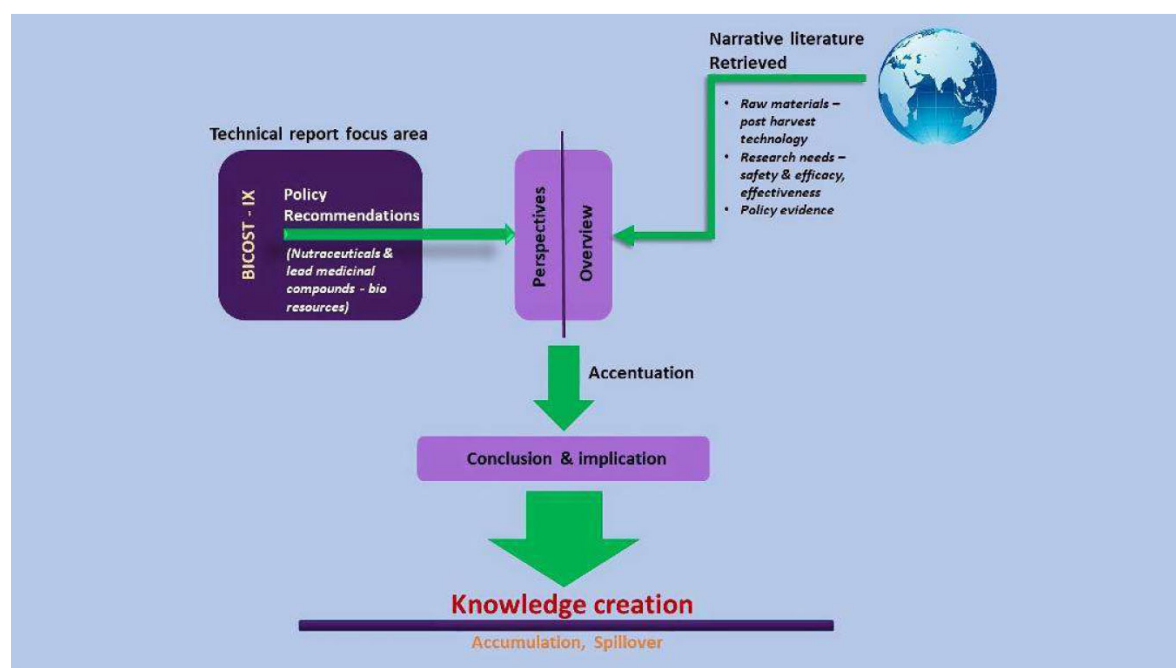 Narrative literature
Retrieved
• Raw materials –
post harvest
technology
• Research needs –
safety & efficacy,
effectiveness
• Policy evidence
Technical report focus area
BICOST - IX
Policy
Recommendations
(Nutraceuticals &
lead medicinal
compounds - bio
resources)
Perspectives
Overview
Accentuation
Conclusion & implication
Knowledge creation
Accumulation, Spillover